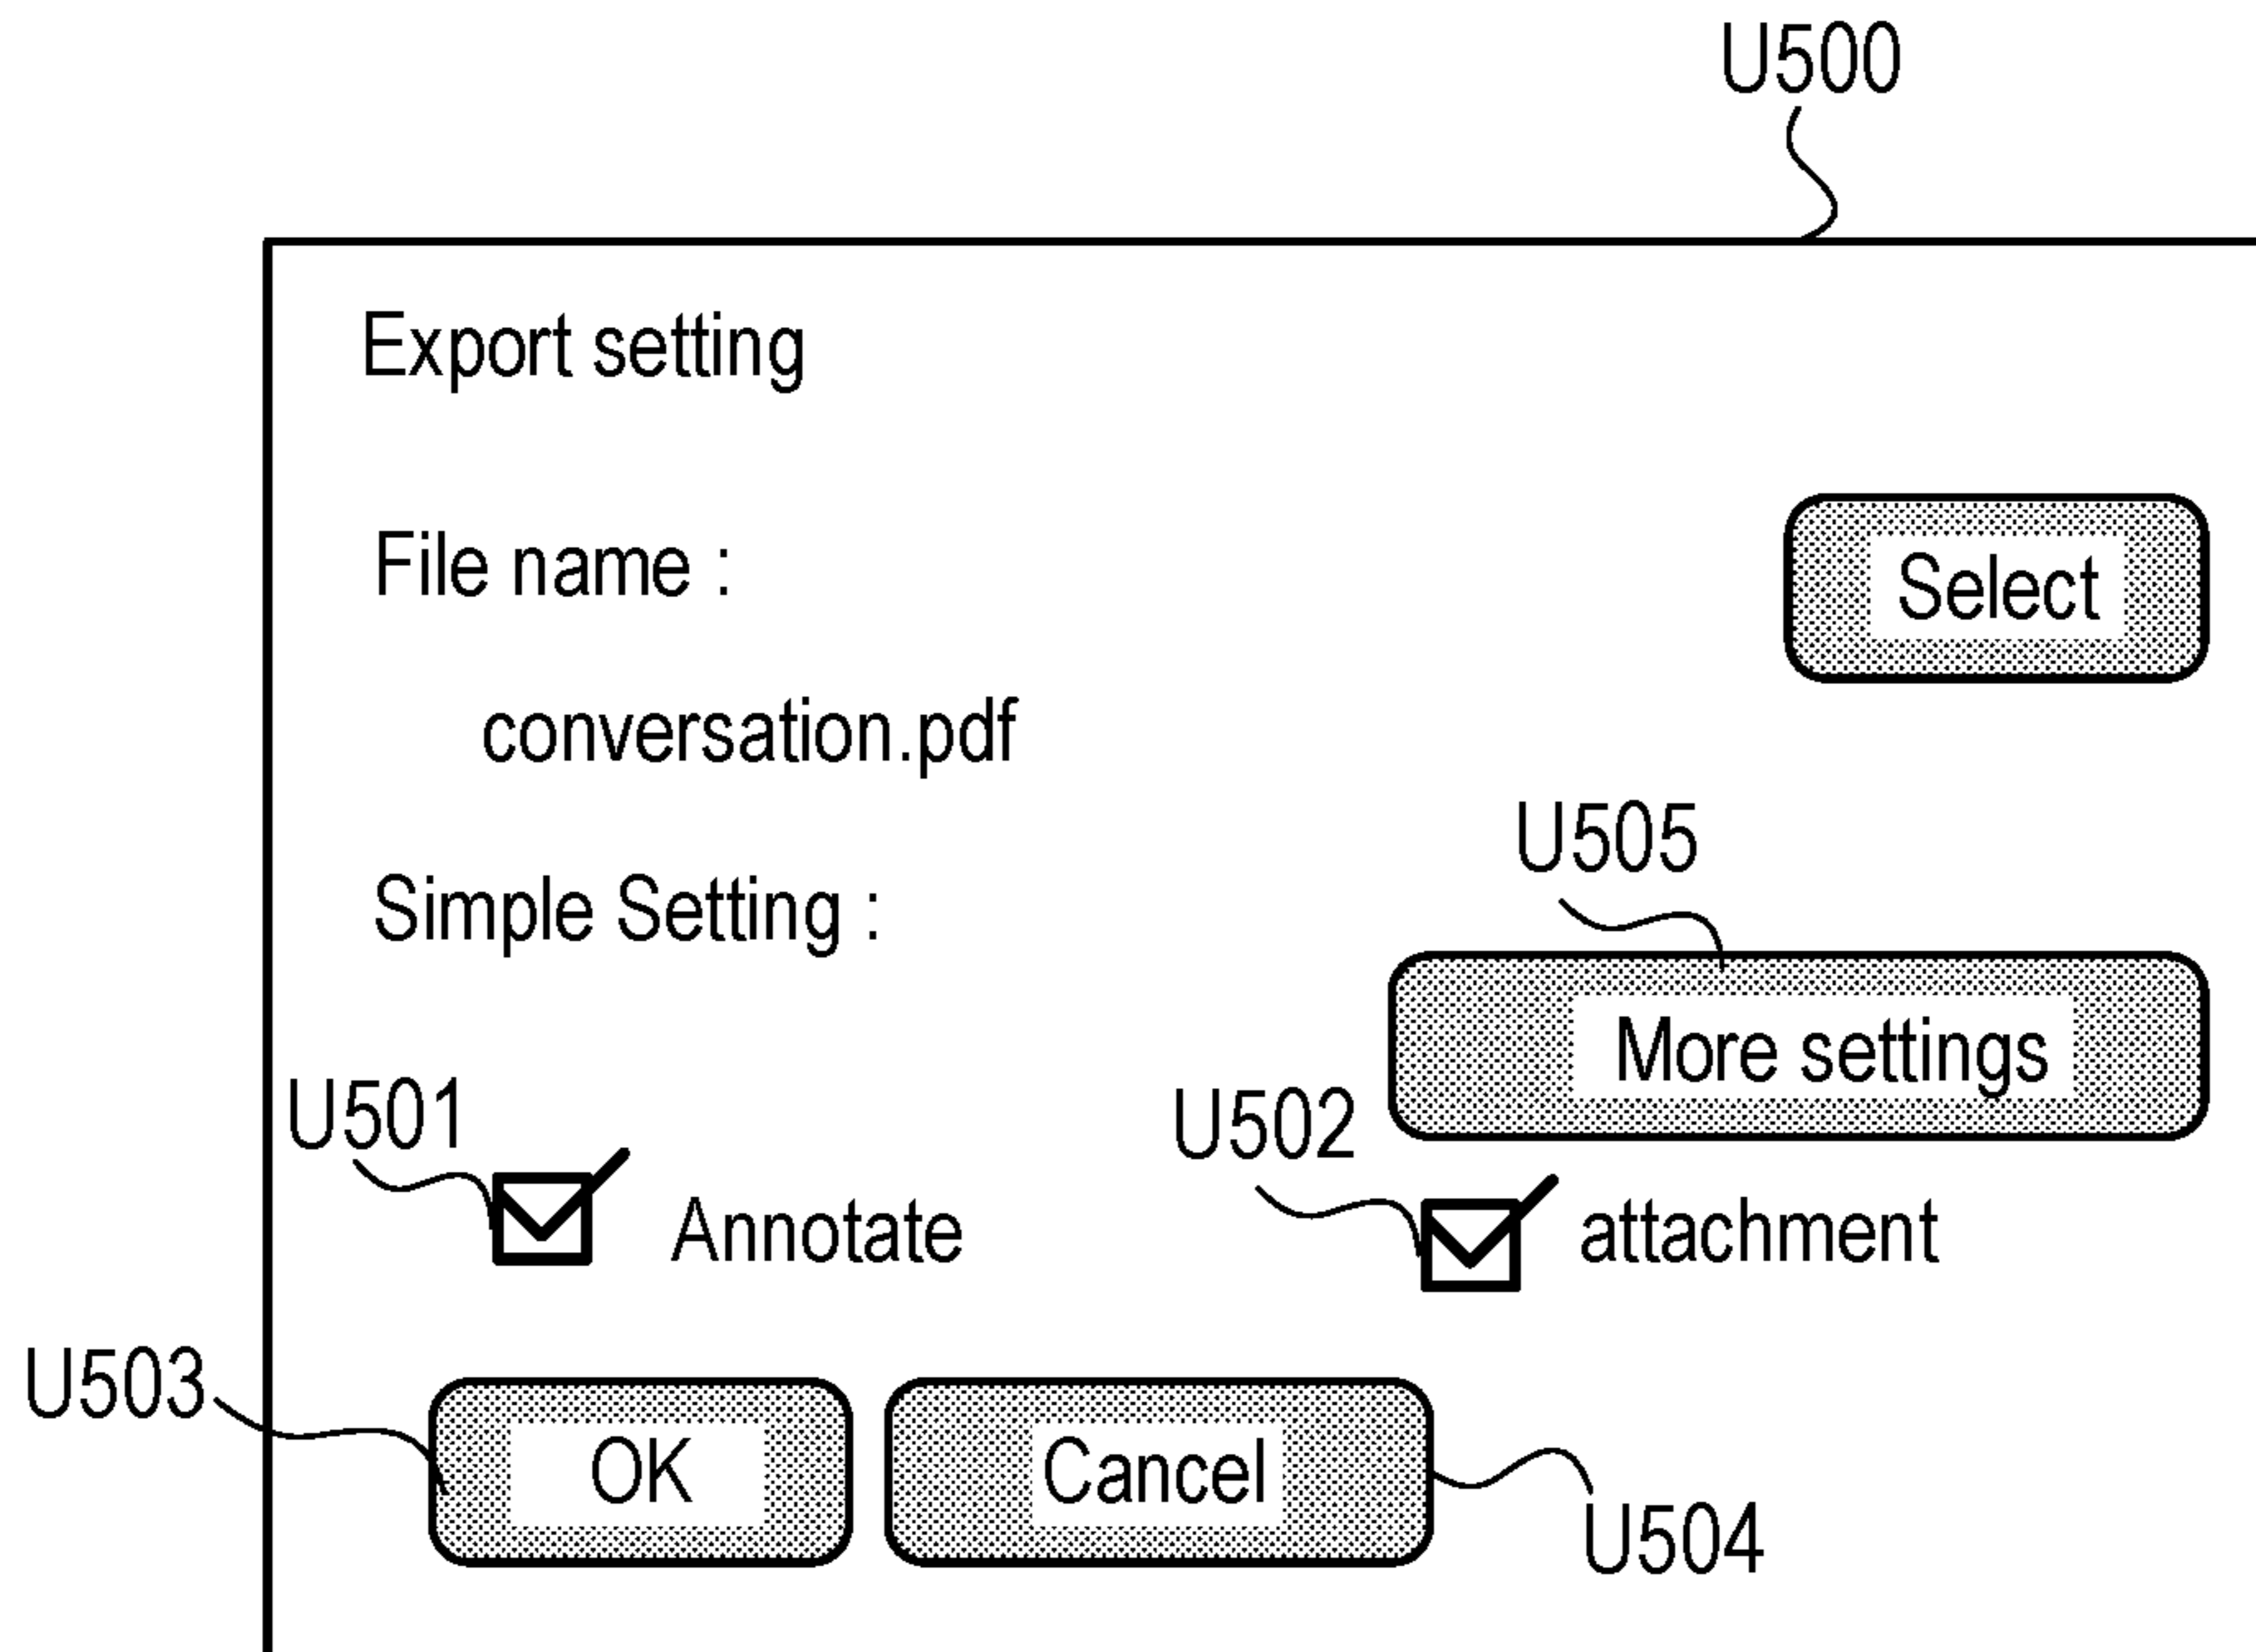 U500
Export setting
File name :
Select
conversation.pdf
U505
Simple Setting :
More settings
U501
U502
Annotate
attachment
U503
OK
Cancel
U504